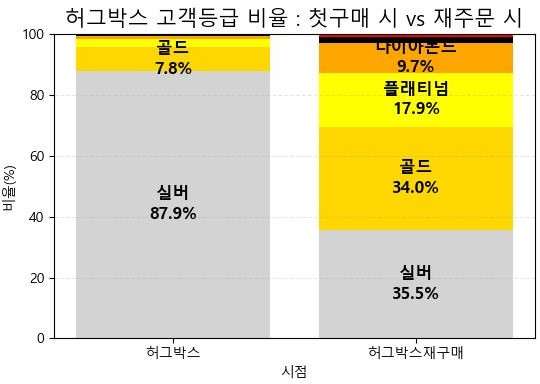 허그박스 고객등급 비율 : 첫구매 시 vs 재주문 시
비율(%)
100
80
60
40
20
0
골드
7.8%
실버
87.9%
다이아몬드
9.7%
플래티넘
17.9%
골드
34.0%
실버
35.5%
허그박스
허그박스재구매
시점